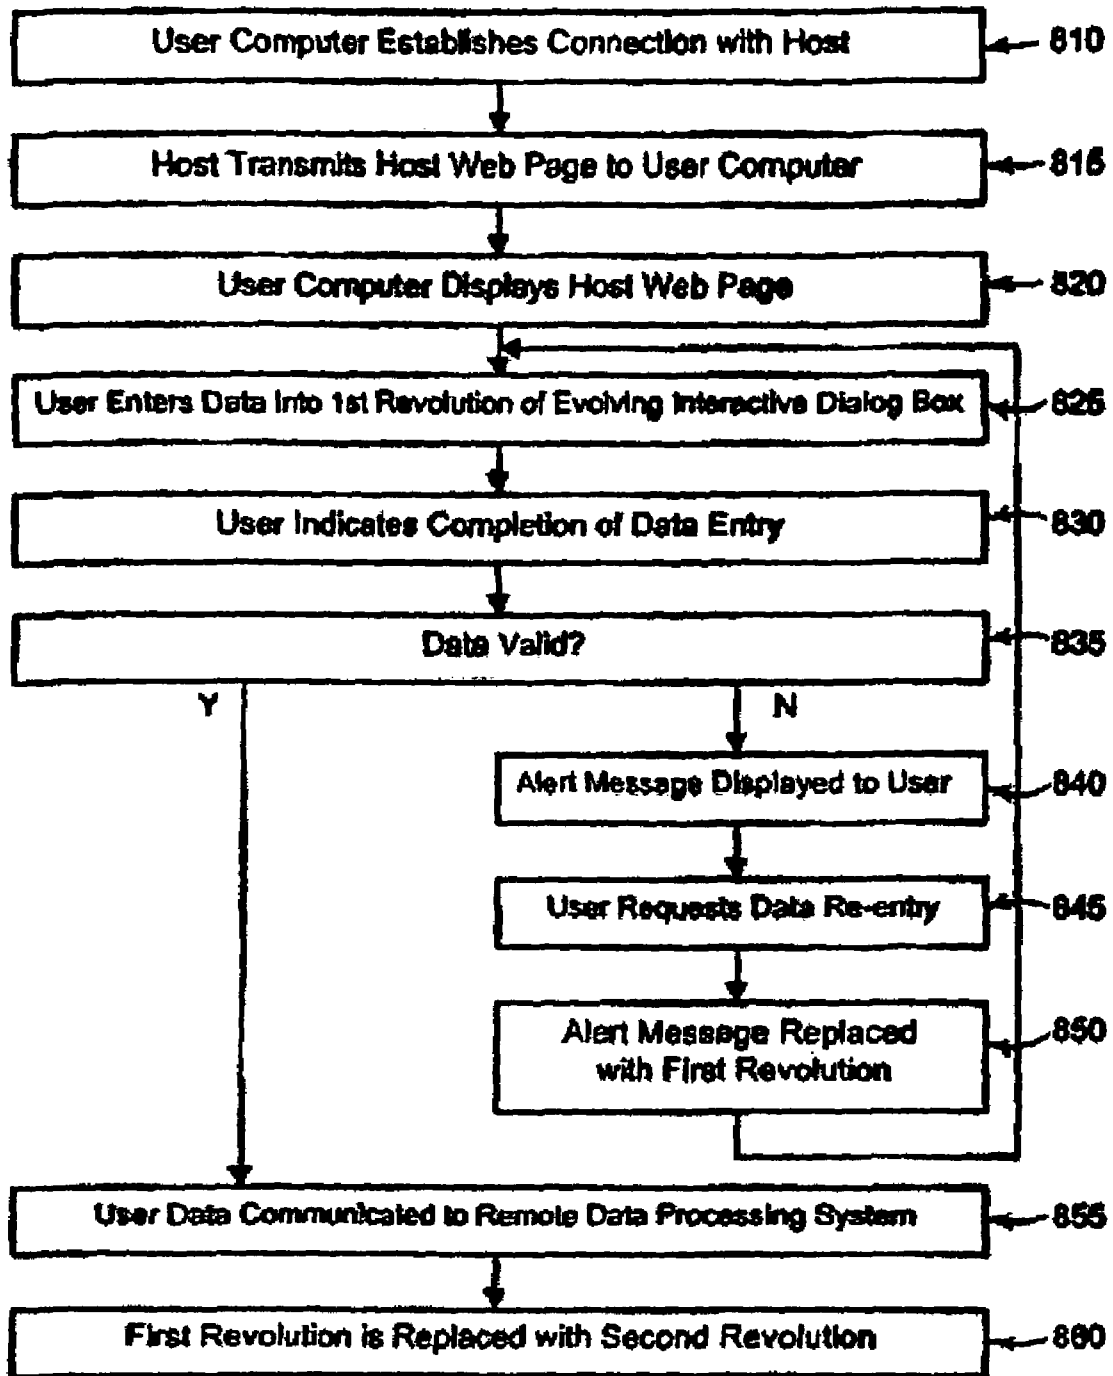 User Computer Establishes Connection with Host
810
Host Transmits Host Web Page to User Computer
815
User Computer Displays Host Web Page
820
User Enters Data Into 1st Revolution of Evolving Interactive Dialog Box
825
User Indicates Completion of Data Entry
830
Data Valid?
835
Y
N
Alert Message Displayed to User
840
User Requests Data Re-entry
845
Alert Message Replaced
with First Revolution
850
User Data Communicated to Remote Data Processing System
855
First Revolution is Replaced with Second Revolution
860